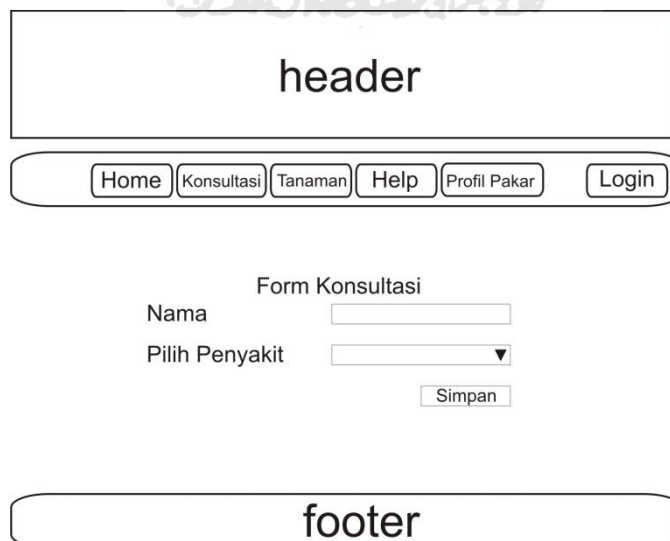 header
Home Konsultasi Tanaman Help Profil Pakar Login
Form Konsultasi
Nama
Pilih Penyakit ▼
Simpan
footer